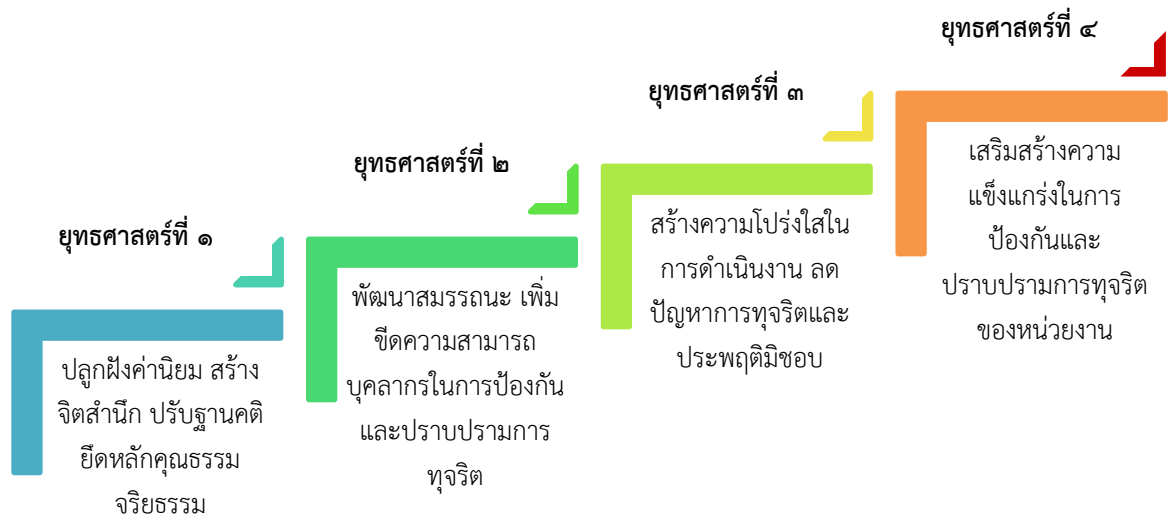 ยุทธศาสตร์ที่ ๑
ปลูกฝังค่านิยม สร้าง
จิตสำนึก ปรับฐานคติ
ยึดหลักคุณธรรม
จริยธรรม
ยุทธศาสตร์ที่ ๒
พัฒนาสมรรถนะ เพิ่ม
ขีดความสามารถ
บุคลากรในการป้องกัน
และปราบปรามการ
ทุจริต
ยุทธศาสตร์ที่ ๓
สร้างความโปร่งใสใน
การดำเนินงาน ลด
ปัญหาการทุจริตและ
ประพฤติมิชอบ
ยุทธศาสตร์ที่ ๔
เสริมสร้างความ
แข็งแกร่งในการ
ป้องกันและ
ปราบปรามการทุจริต
ของหน่วยงาน